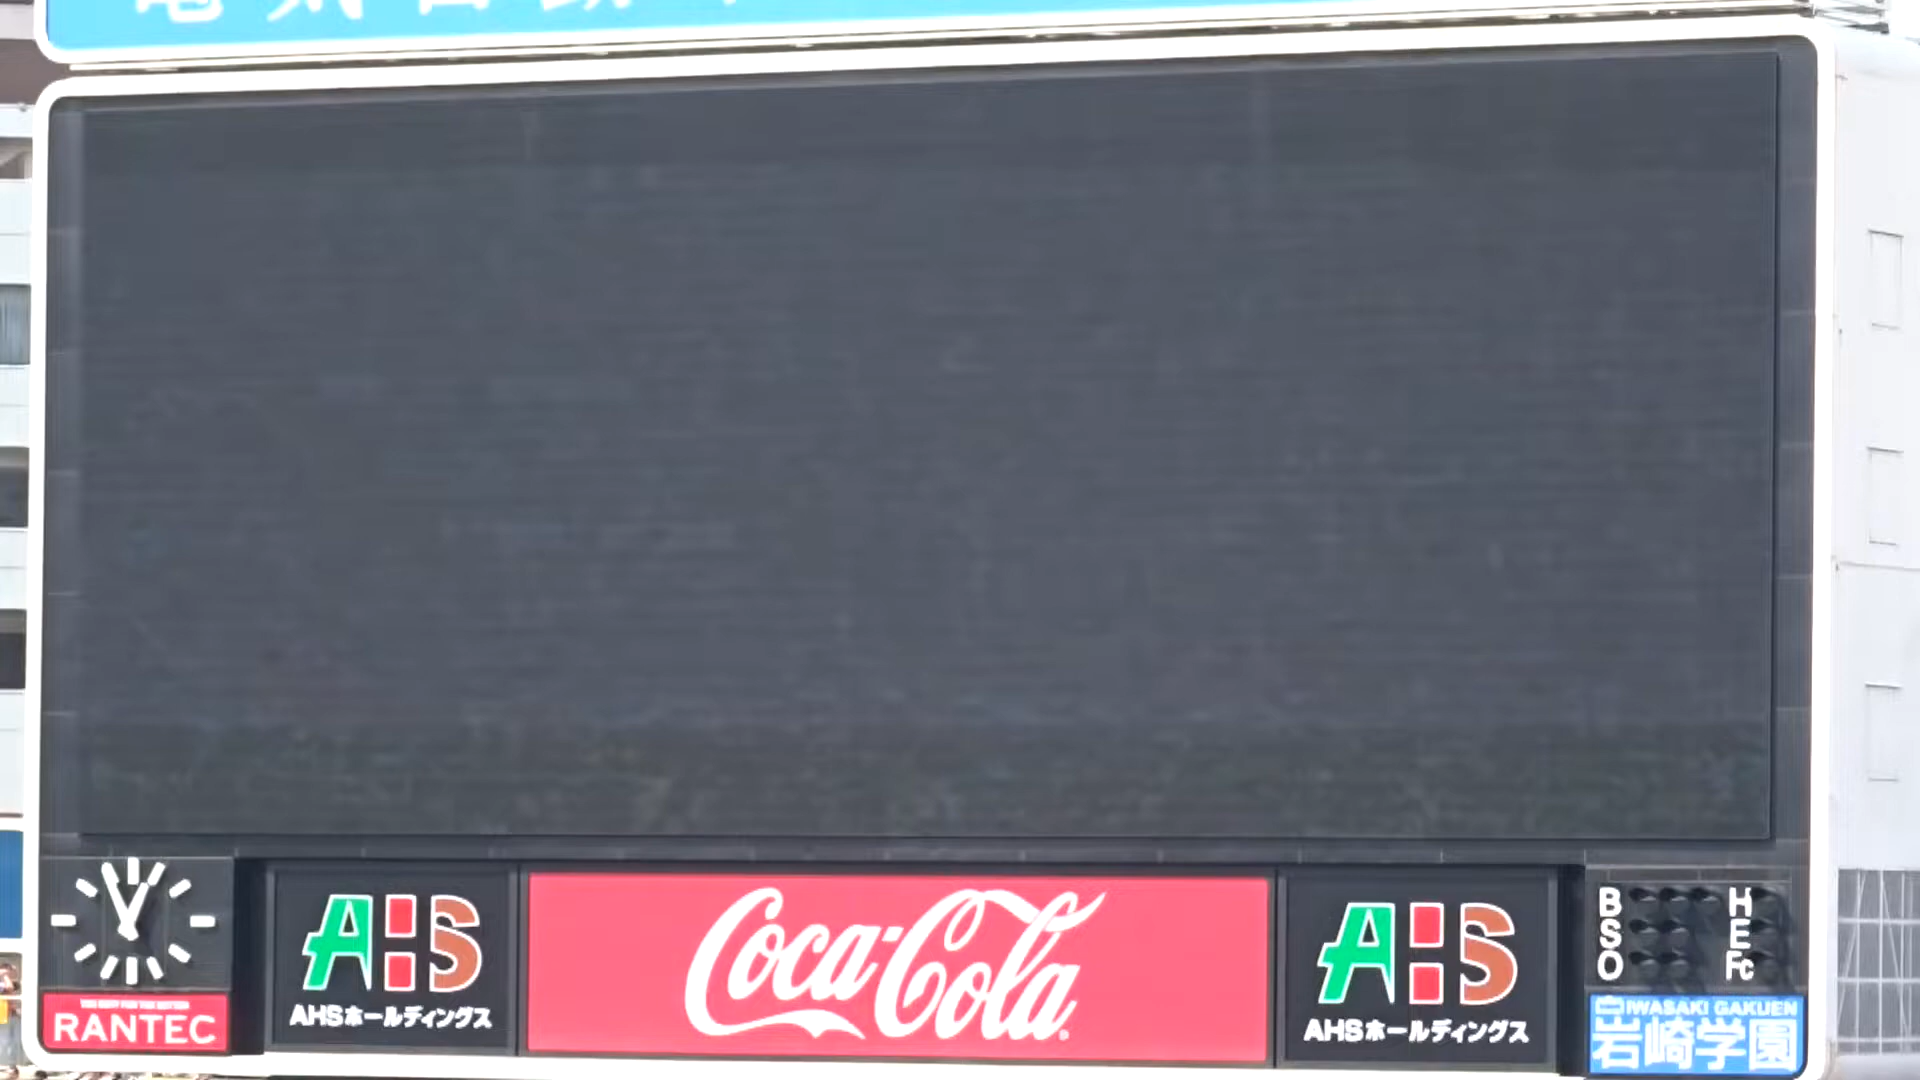 AHS
AHSホールディングス
Coca-Cola
AHS
AHSホールディングス
B H
S E
O Fc
RANTEC
IWASAKI GAKUEN
岩崎学園